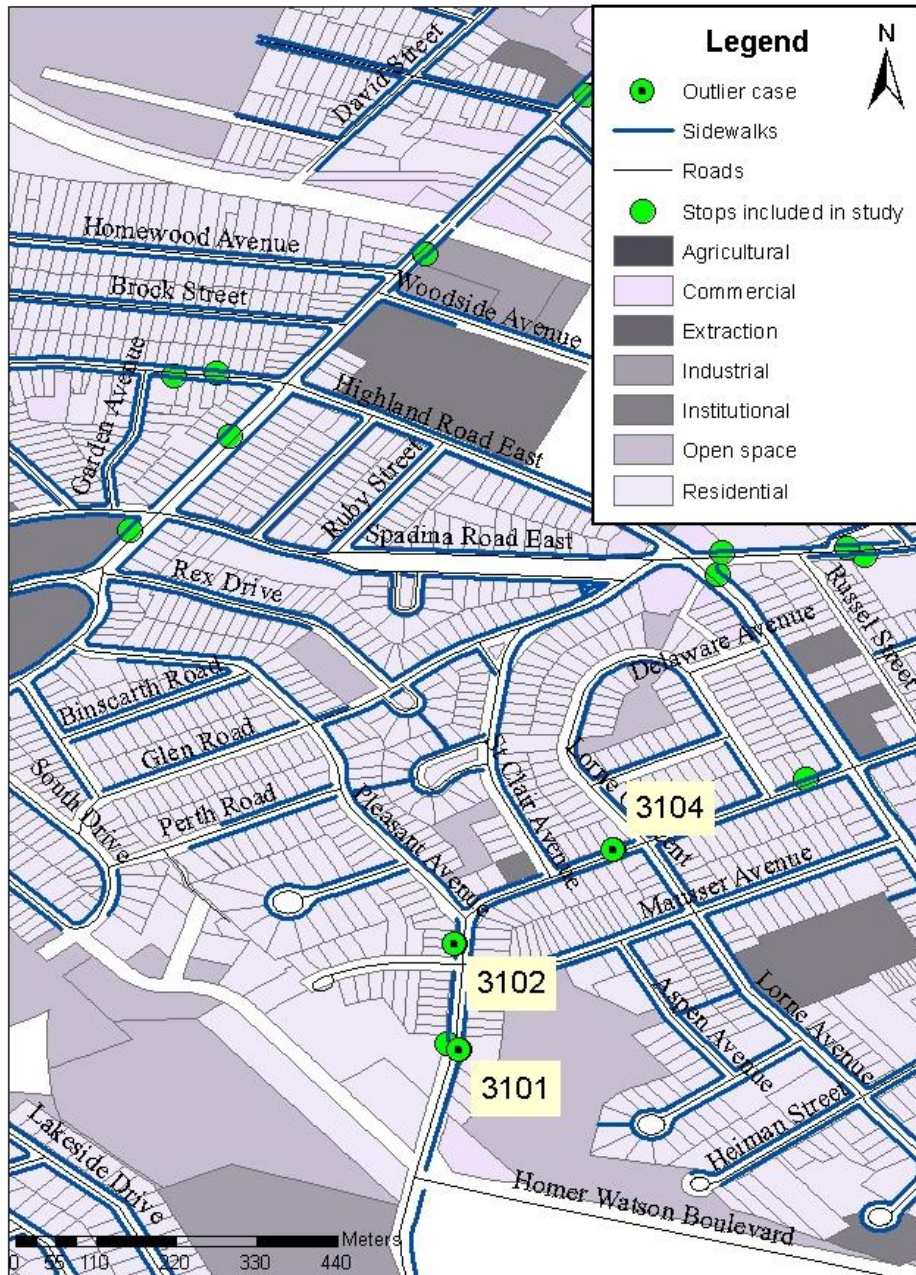 Legend
N
Outlier case
Sidewalks
Roads
Stops included in study
Agricultural
Commercial
Extraction
Industrial
Institutional
Open space
Residential
David Street
Homewood Avenue
Brock Street
Woodside Avenue
Garden Avenue
Highland Road East
Ruby Street
Spadina Road East
Rex Drive
Russel Street
Delaware Avenue
Binscarth Road
Glen Road
South Drive
Perth Road
Pleasant Avenue
St. Clair Avenue
Lorne
3104
Mausser Avenue
3102
Aspen Avenue
Lorne Avenue
3101
Heiman Street
Lakeside Drive
Homer Watson Boulevard
Meters
0 55 110 220 330 440